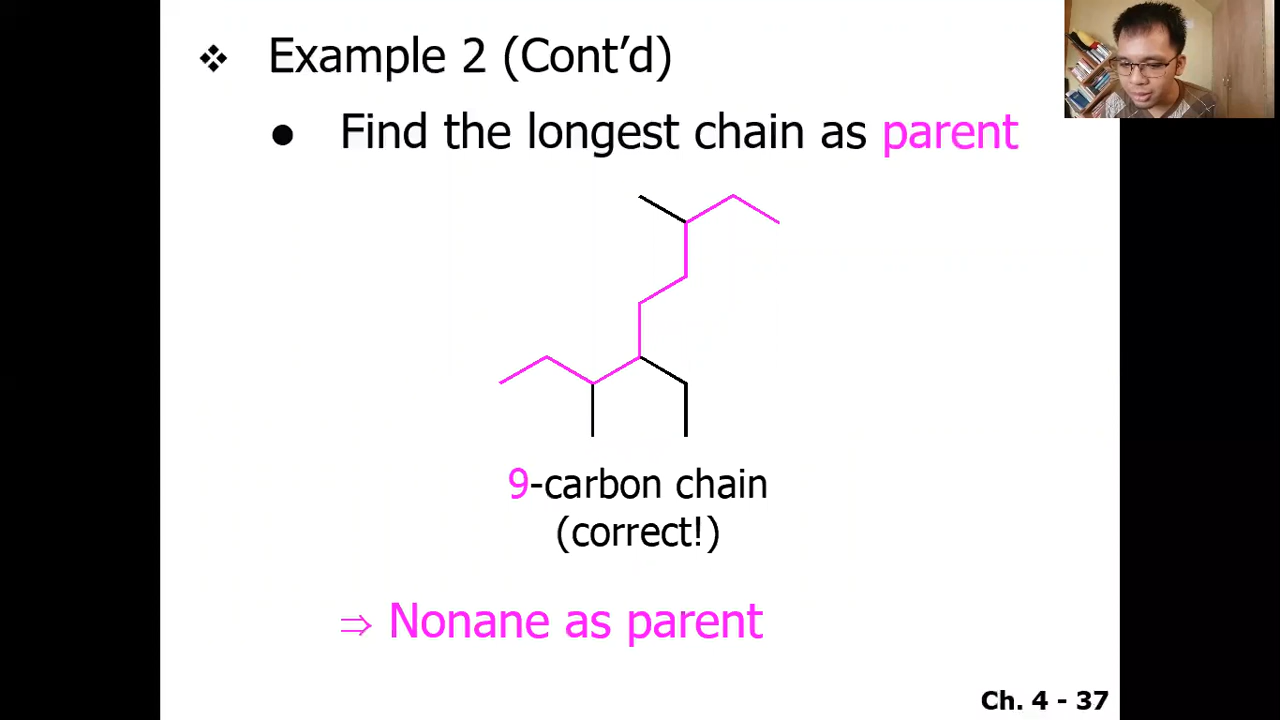 ❖ Example 2 (Cont’d)
● Find the longest chain as parent
9-carbon chain
(correct!)
⇒ Nonane as parent
Ch. 4 - 37